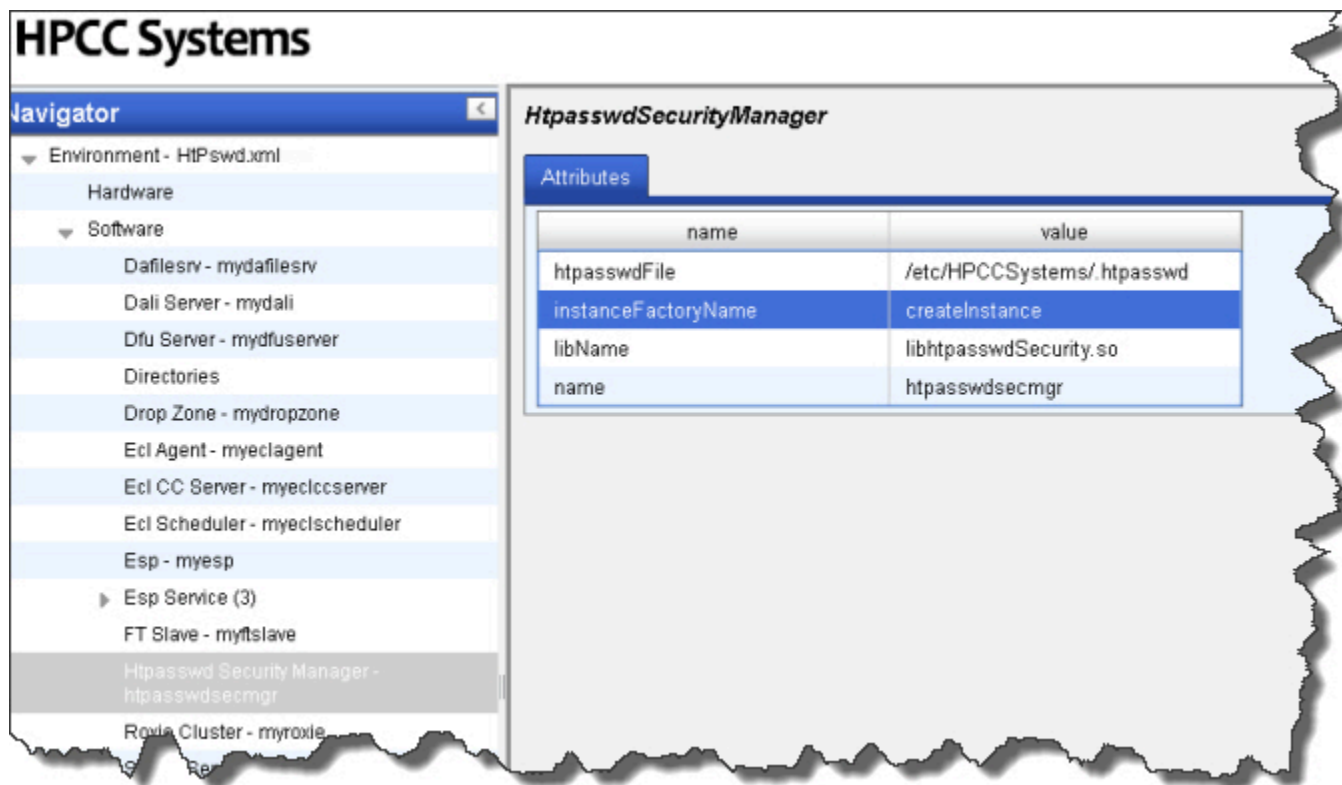 HPCC Systems
Navigator
Environment - HtPswd.xml
Hardware
Software
Dafilesrv - mydafilesrv
Dali Server - mydali
Dfu Server - mydfuserver
Directories
Drop Zone - mydropzone
Ecl Agent - myeclagent
Ecl CC Server - myeclccserver
Ecl Scheduler - myeclscheduler
Esp - myesp
Esp Service (3)
FT Slave - myftslave
Htpasswd Security Manager -
htpasswdsecmgr
Roxie Cluster - myroxie
HtpasswdSecurityManager
Attributes
name value
htpasswdFile /etc/HPCCSystems/.htpasswd
instanceFactoryName createInstance
libName libhtpasswdSecurity.so
name htpasswdsecmgr